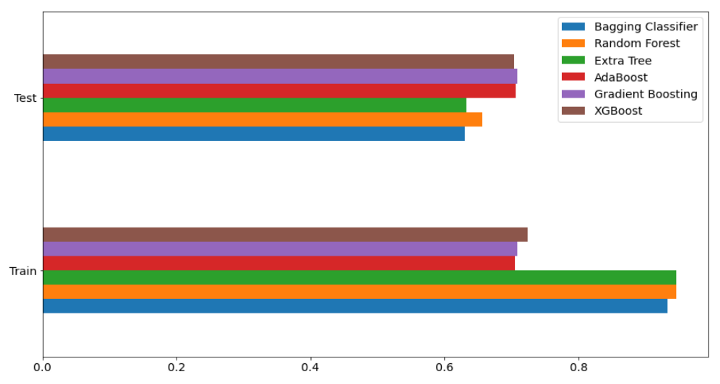 Bagging Classifier
Random Forest
Extra Tree
AdaBoost
Gradient Boosting
XGBoost
Test
Train
0.0 0.2 0.4 0.6 0.8